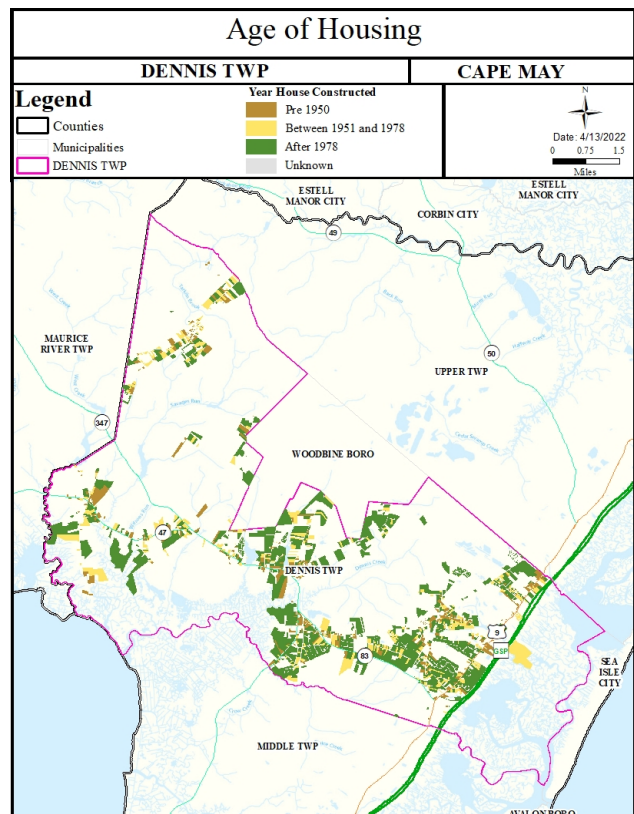 Age of Housing
DENNIS TWP
CAPE MAY
Legend
Counties
Municipalities
DENNIS TWP
Year House Constructed
Pre 1950
Between 1951 and 1978
After 1978
Unknown
N
Date: 4/13/2022
0 0.75 1.5
Miles
ESTELL
MANOR CITY
CORBIN CITY
ESTELL
MANOR CITY
49
MAURICE
RIVER TWP
50
UPPER TWP
347
WOODBINE BORO
47
DENNIS TWP
9
GSP
83
SEA
ISLE
CITY
MIDDLE TWP
AVALON BORO